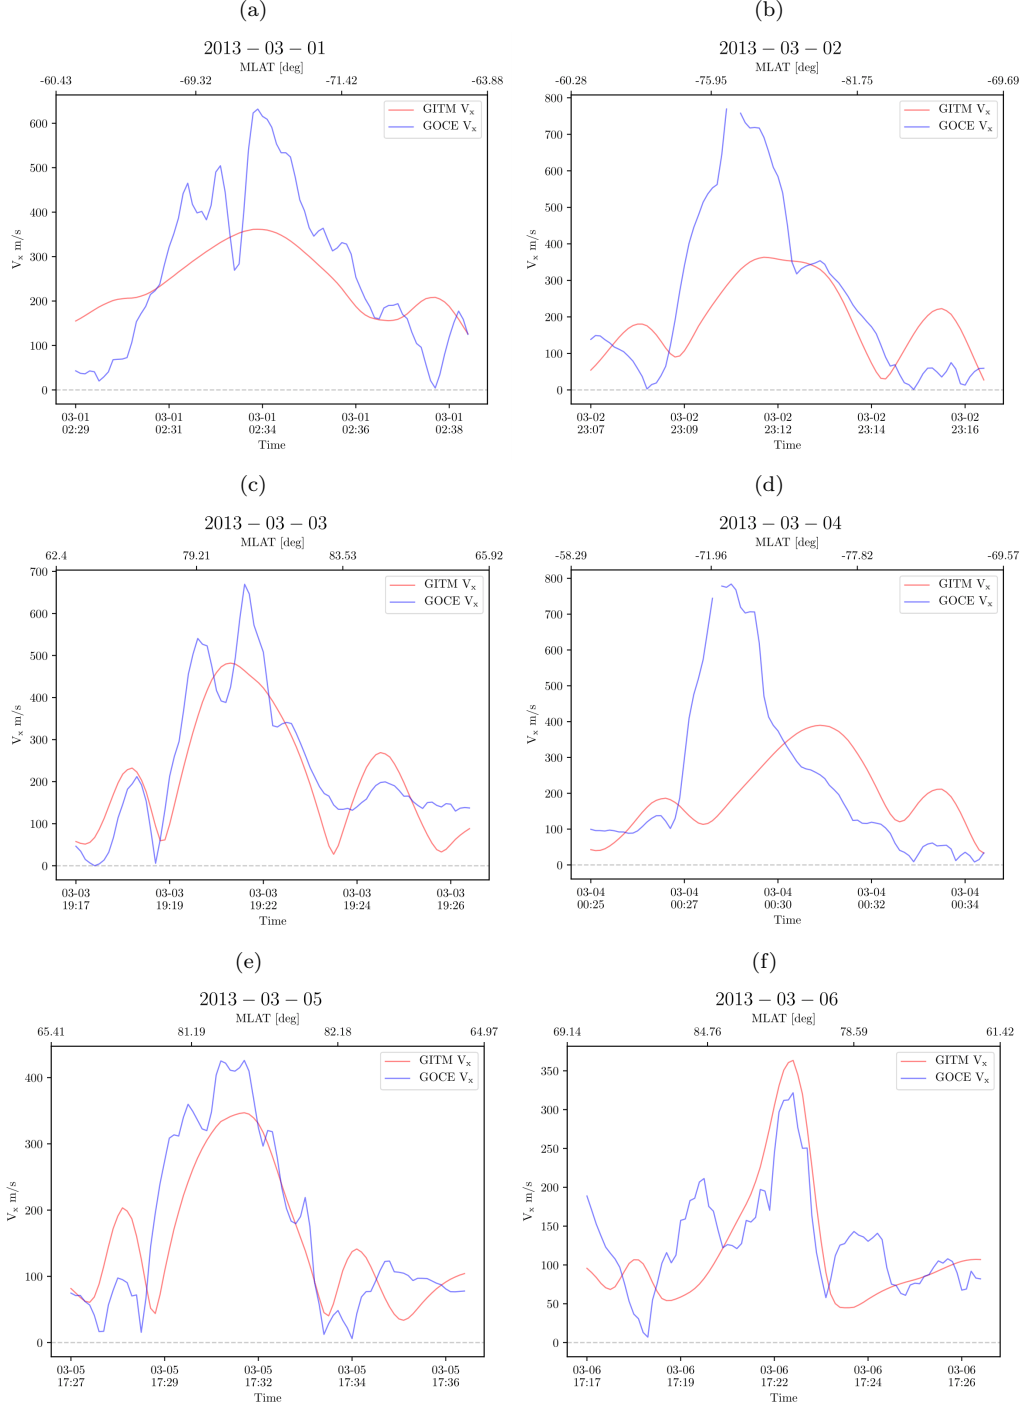 (a)
2013 – 03 – 01
MLAT [deg]
-60.43 -69.32 -71.42 -63.88
GITM Vx
GOCE Vx
600
500
400
300
200
100
0
Vx m/s
03-01 03-01 03-01 03-01 03-01
02:29 02:31 02:34 02:36 02:38
Time
(b)
2013 – 03 – 02
MLAT [deg]
-60.28 -75.95 -81.75 -69.69
GITM Vx
GOCE Vx
800
700
600
500
400
300
200
100
0
Vx m/s
03-02 03-02 03-02 03-02 03-02
23:07 23:09 23:12 23:14 23:16
Time
(c)
2013 – 03 – 03
MLAT [deg]
62.4 79.21 83.53 65.92
GITM Vx
GOCE Vx
700
600
500
400
300
200
100
0
Vx m/s
03-03 03-03 03-03 03-03 03-03
19:17 19:19 19:22 19:24 19:26
Time
(d)
2013 – 03 – 04
MLAT [deg]
-58.29 -71.96 -77.82 -69.57
GITM Vx
GOCE Vx
800
700
600
500
400
300
200
100
0
Vx m/s
03-04 03-04 03-04 03-04 03-04
00:25 00:27 00:30 00:32 00:34
Time
(e)
2013 – 03 – 05
MLAT [deg]
65.41 81.19 82.18 64.97
GITM Vx
GOCE Vx
400
300
200
100
0
Vx m/s
03-05 03-05 03-05 03-05 03-05
17:27 17:29 17:32 17:34 17:36
Time
(f)
2013 – 03 – 06
MLAT [deg]
69.14 84.76 78.59 61.42
GITM Vx
GOCE Vx
350
300
250
200
150
100
50
0
Vx m/s
03-06 03-06 03-06 03-06 03-06
17:17 17:19 17:22 17:24 17:26
Time